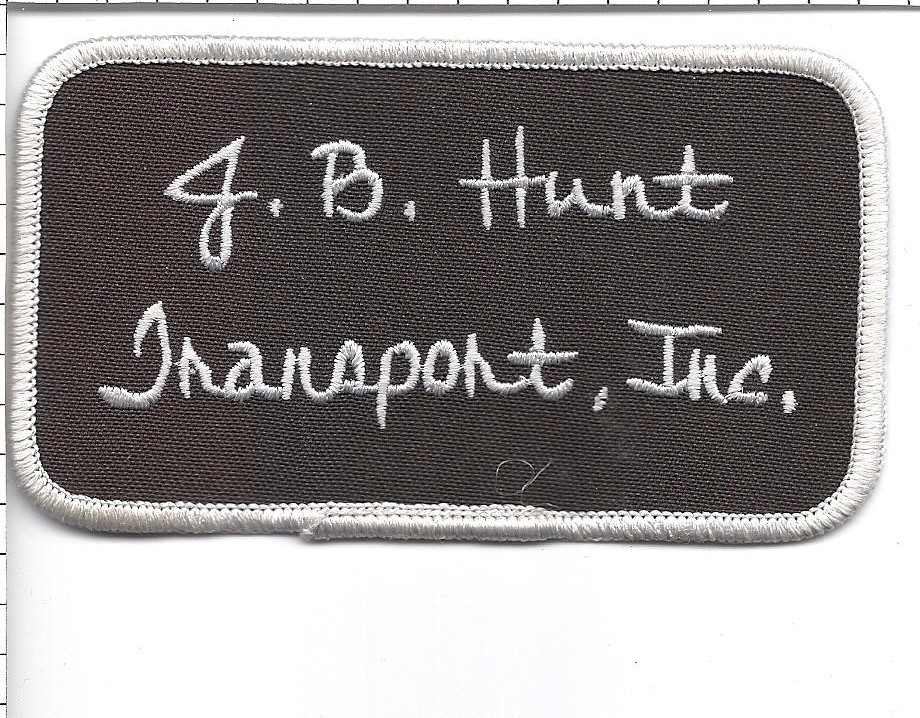 J. B. Hunt
Transport, Inc.